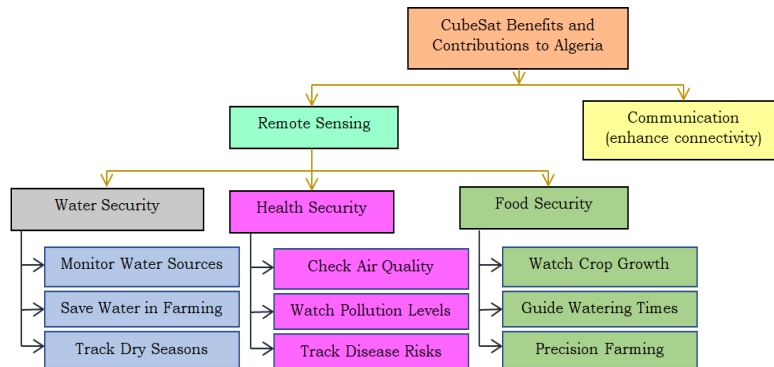 CubeSat Benefits and
Contributions to Algeria
Remote Sensing
Communication
(enhance connectivity)
Water Security
Health Security
Food Security
Monitor Water Sources
Save Water in Farming
Track Dry Seasons
Check Air Quality
Watch Pollution Levels
Track Disease Risks
Watch Crop Growth
Guide Watering Times
Precision Farming